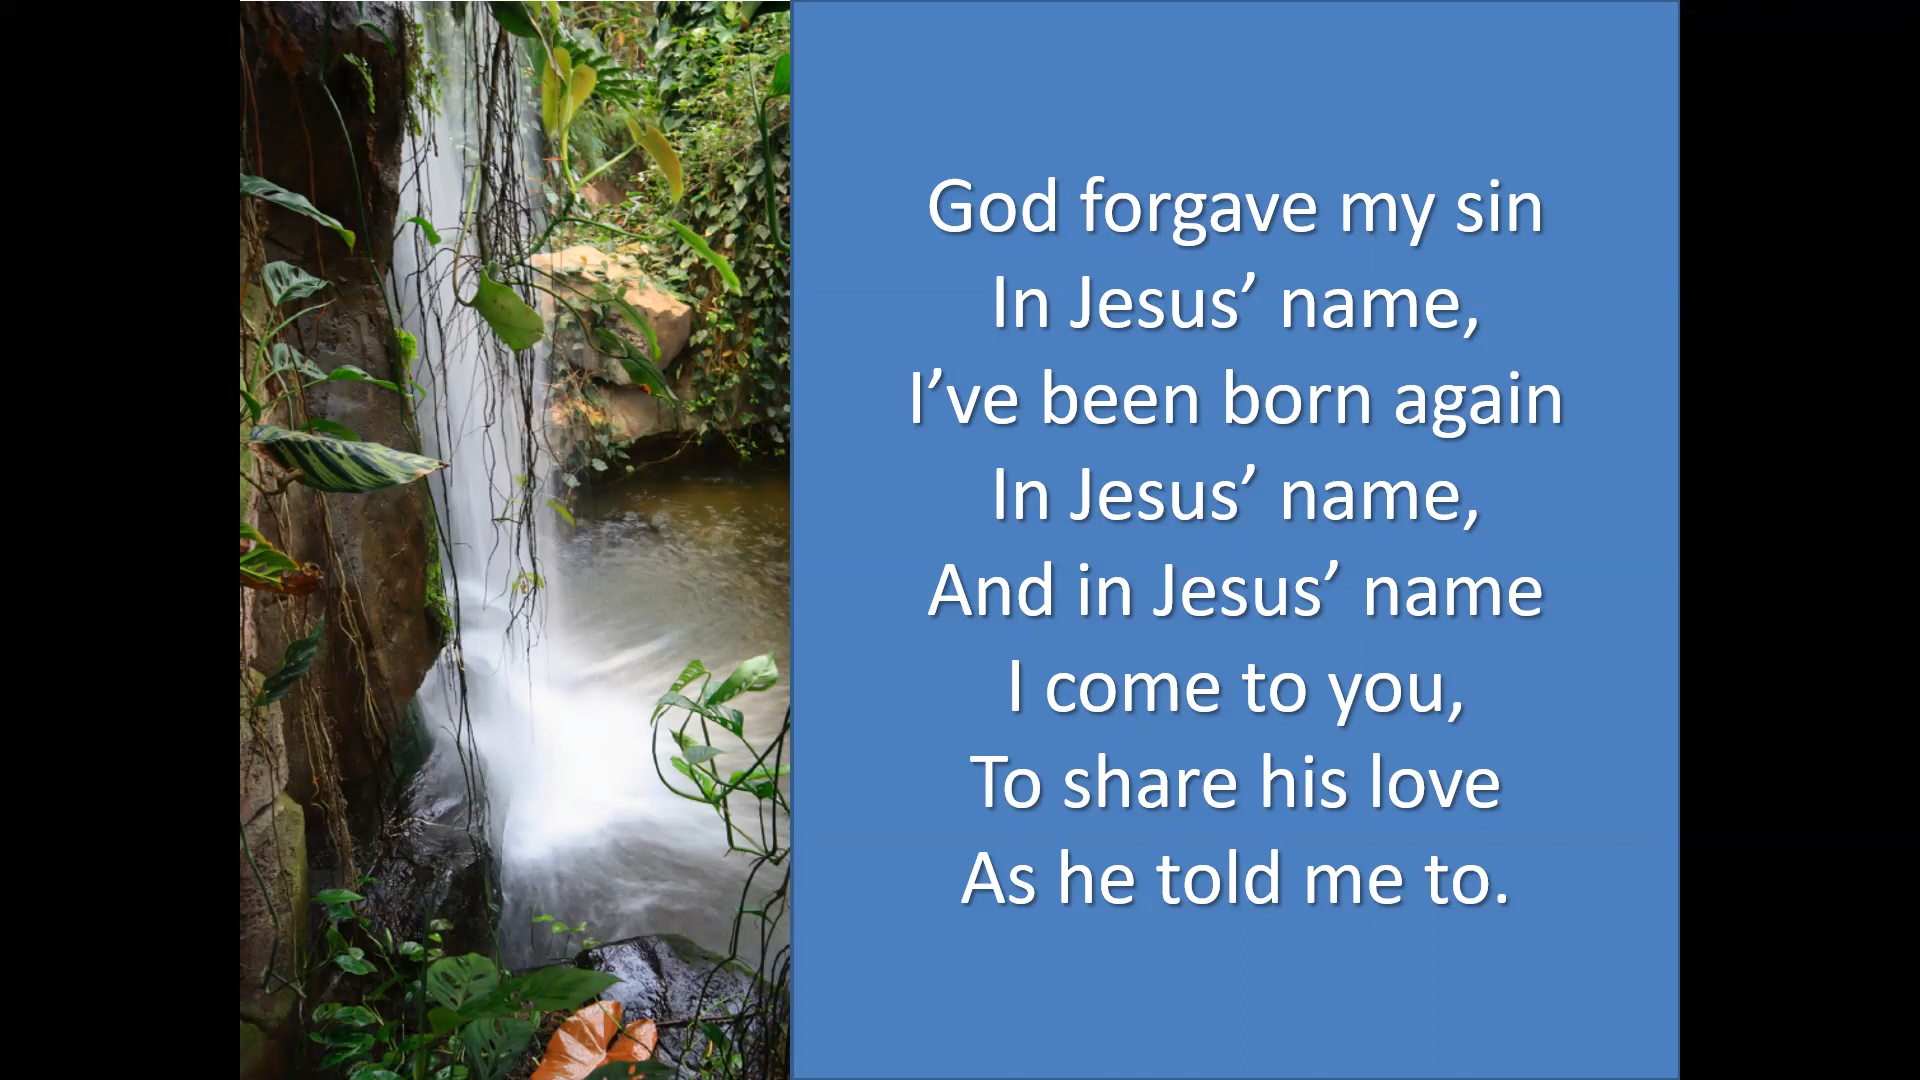 God forgave my sin
In Jesus’ name,
I’ve been born again
In Jesus’ name,
And in Jesus’ name
I come to you,
To share his love
As he told me to.